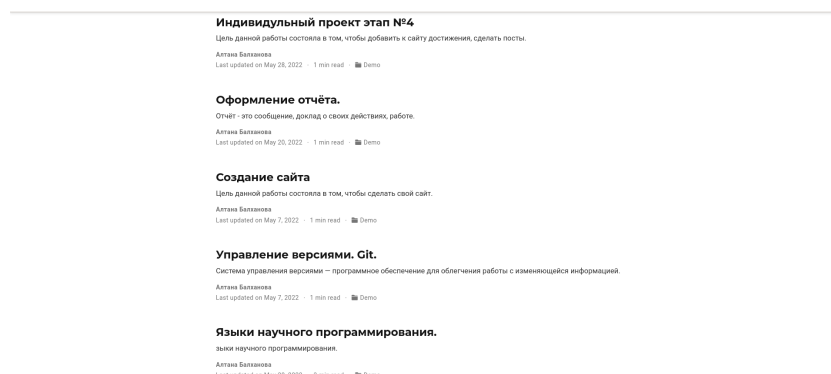 Индивидульный проект этап №4
Цель данной работы состояла в том, чтобы добавить к сайту достижения, сделать посты.
Алтана Балханова
Last updated on May 28, 2022 · 1 min read · Demo
Оформление отчёта.
Отчёт - это сообщение, доклад о своих действиях, работе.
Алтана Балханова
Last updated on May 20, 2022 · 1 min read · Demo
Создание сайта
Цель данной работы состояла в том, чтобы сделать свой сайт.
Алтана Балханова
Last updated on May 7, 2022 · 1 min read · Demo
Управление версиями. Git.
Система управления версиями — программное обеспечение для облегчения работы с изменяющейся информацией.
Алтана Балханова
Last updated on May 7, 2022 · 1 min read · Demo
Языки научного программирования.
зыки научного программирования.
Алтана Балханова